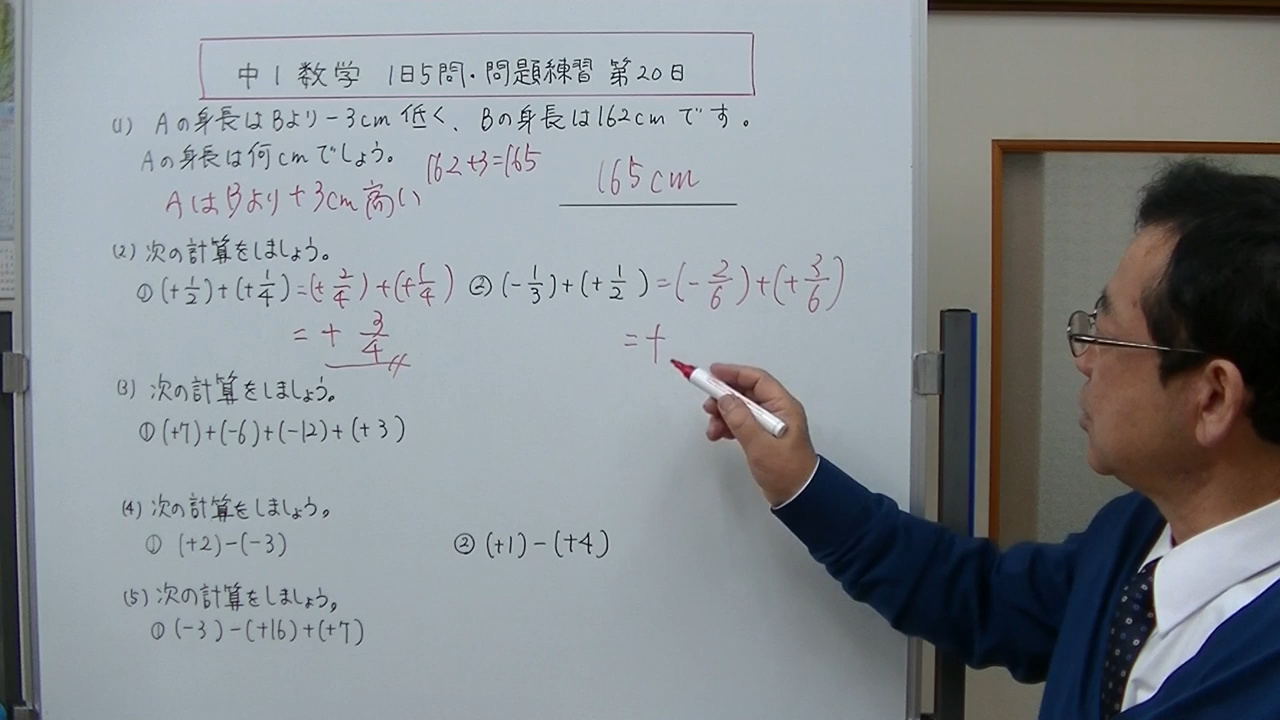 中1数学 1日5問・問題練習 第20日
(1) Aの身長はBより-3cm低く、Bの身長は162cmです。
Aの身長は何cmでしょう。 162+3=165 165cm
AはBより+3cm高い
(2) 次の計算をしましょう。
① (+1/2)+(+1/4)=(+2/4)+(+1/4) ② (-1/3)+(+1/2)=(-2/6)+(+3/6)
=+3/4 =+
(3) 次の計算をしましょう。
① (+7)+(-6)+(-12)+(+3)
(4) 次の計算をしましょう。
① (+2)-(-3) ② (+1)-(+4)
(5) 次の計算をしましょう。
① (-3)-(+16)+(+7)